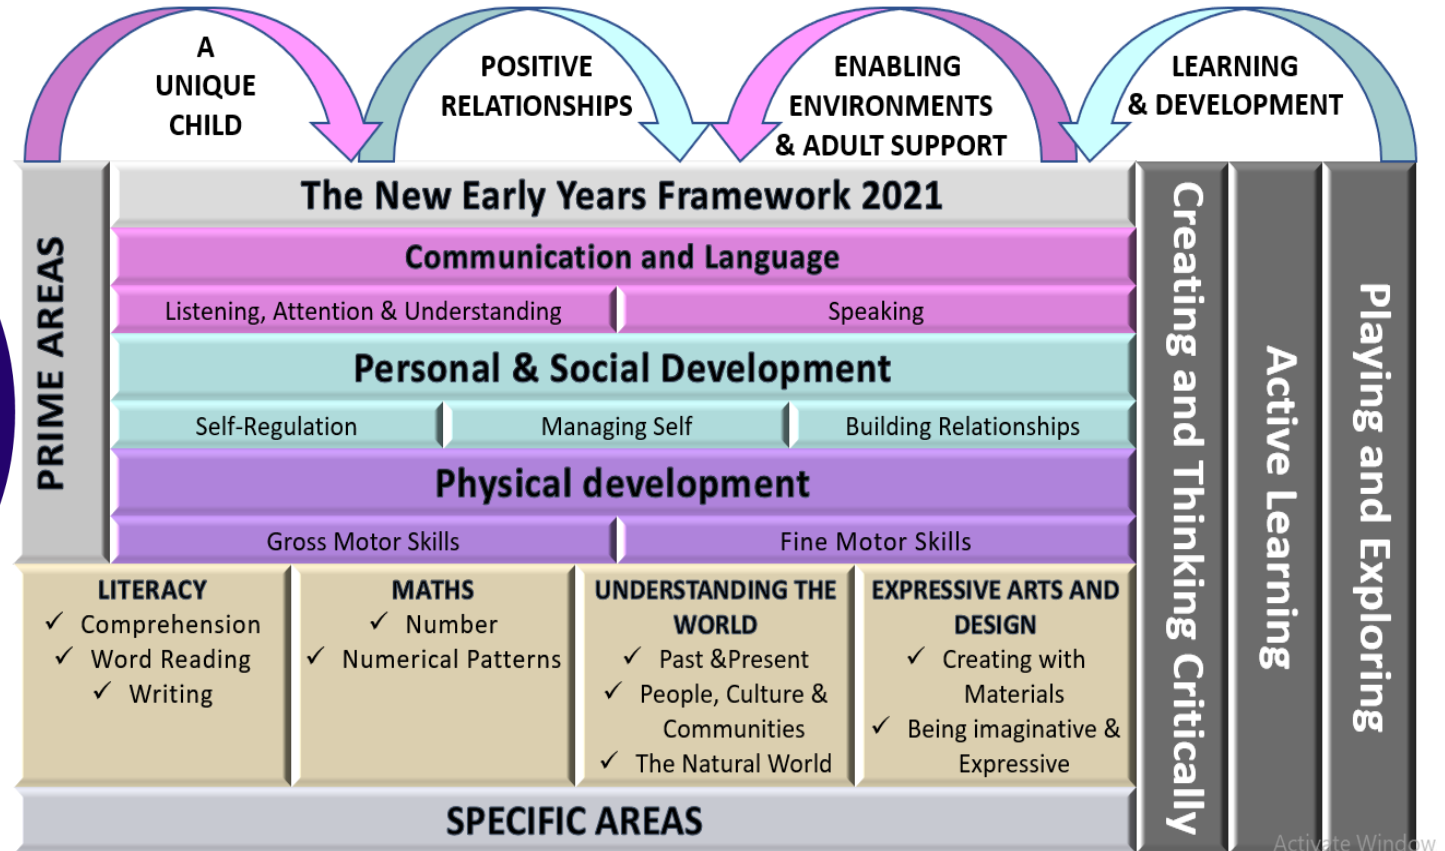 A
UNIQUE
CHILD
POSITIVE
RELATIONSHIPS
ENABLING
ENVIRONMENTS
& ADULT SUPPORT
LEARNING
& DEVELOPMENT
PRIME AREAS
The New Early Years Framework 2021
Communication and Language
Listening, Attention & Understanding
Speaking
Personal & Social Development
Self-Regulation
Managing Self
Building Relationships
Physical development
Gross Motor Skills
Fine Motor Skills
LITERACY
✓ Comprehension
✓ Word Reading
✓ Writing
MATHS
✓ Number
✓ Numerical Patterns
UNDERSTANDING THE
WORLD
✓ Past &Present
✓ People, Culture &
Communities
✓ The Natural World
EXPRESSIVE ARTS AND
DESIGN
✓ Creating with
Materials
✓ Being imaginative &
Expressive
SPECIFIC AREAS
Creating and Thinking Critically
Active Learning
Playing and Exploring
Activate Window